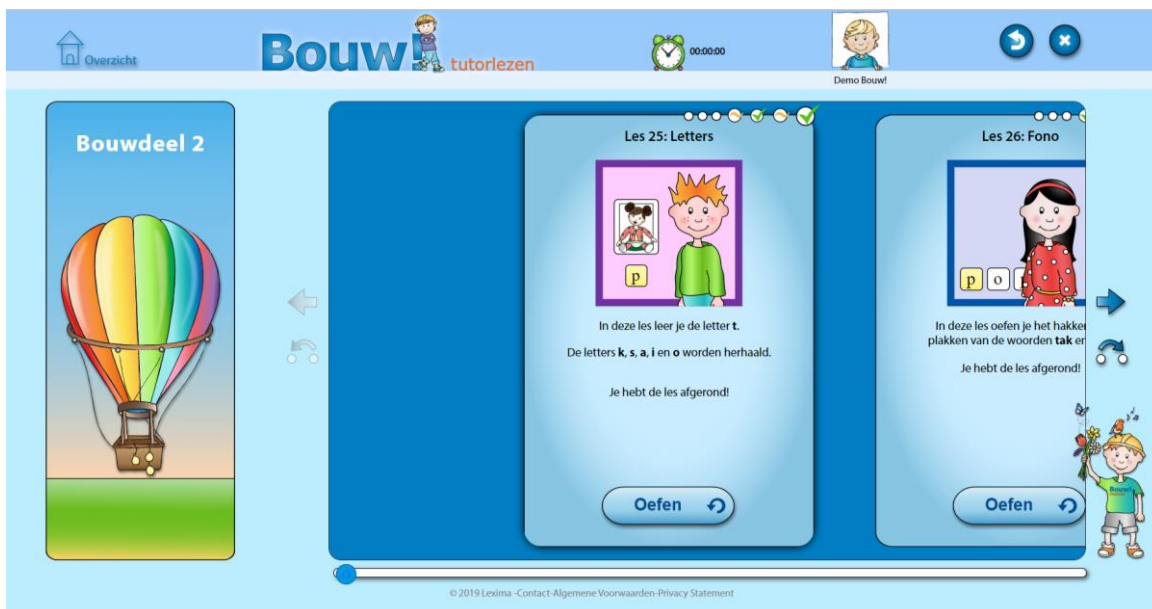 Overzicht
Bouw!
tutorlezen
00:00:00
Demo Bouw!
Bouwdeel 2
Les 25: Letters
p
In deze les leer je de letter t.
De letters k, s, a, i en o worden herhaald.
Je hebt de les afgerond!
Oefen
Les 26: Fono
p o
In deze les oefen je het hakken
plakken van de woorden tak en
Je hebt de les afgerond!
Oefen
Bouw!
© 2019 Lexima -Contact-Algemene Voorwaarden-Privacy Statement